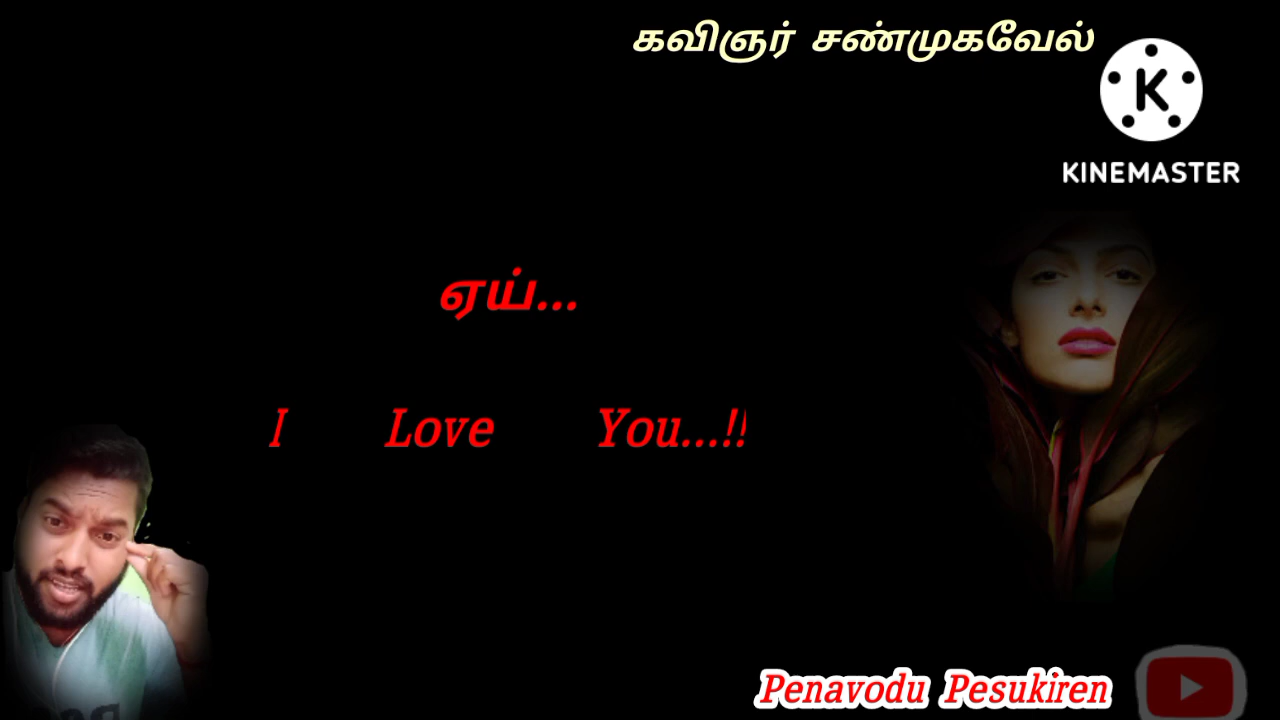 கவிஞர் சண்முகவேல்
KINEMASTER
ஏய்...
I Love You...!!
Penavodu Pesukiren